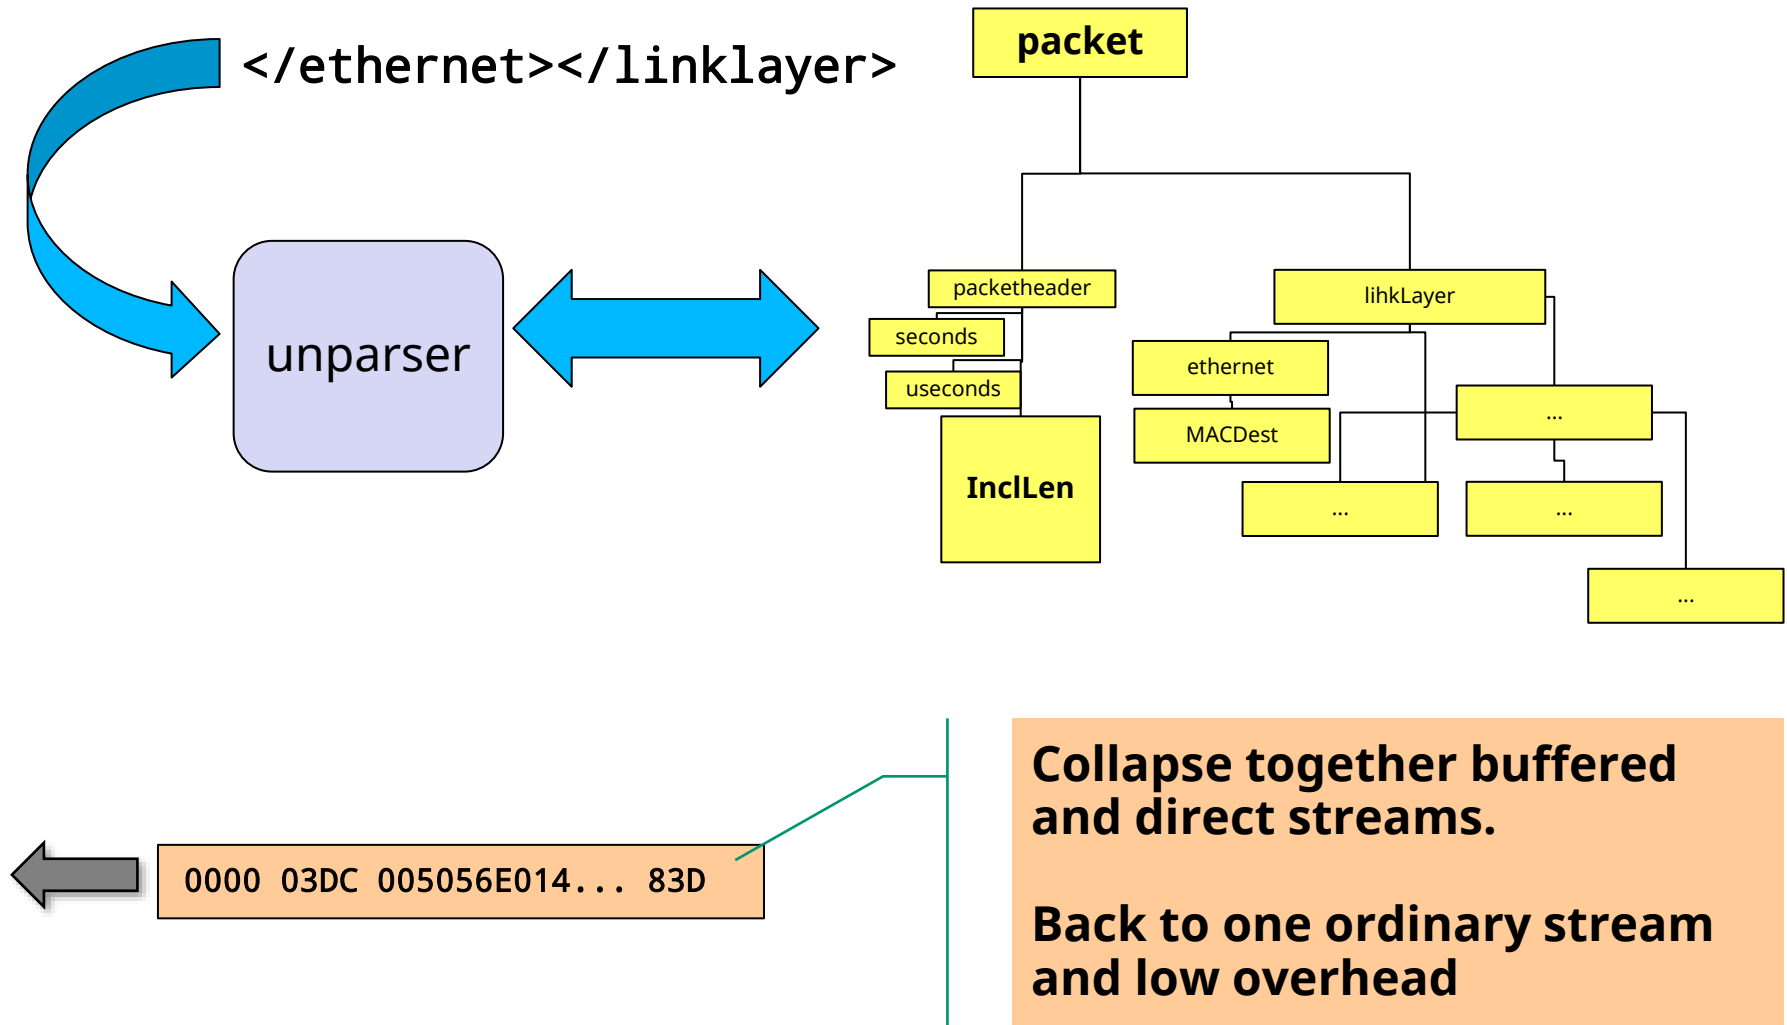 </ethernet></linklayer>
packet
packetheader
lihkLayer
seconds
ethernet
unparser
useconds
...
MACDest
InclLen
...
...
...
Collapse together buffered
and direct streams.
0000 03DC 005056E014... 83D
Back to one ordinary stream
and low overhead